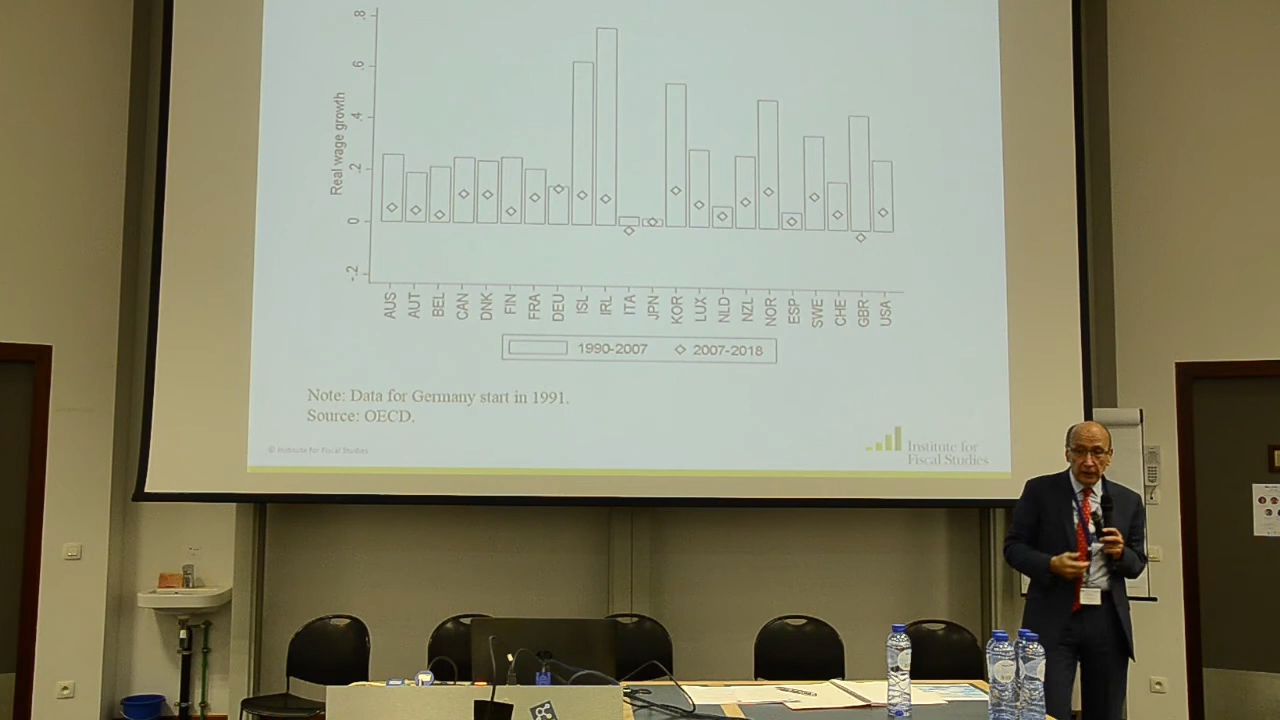 .8
.6
.4
.2
0
-.2
Real wage growth
AUS AUT BEL CAN DNK FIN FRA DEU ISL IRL ITA JPN KOR LUX NLD NZL NOR ESP SWE CHE GBR USA
1990-2007 2007-2018
Note: Data for Germany start in 1991.
Source: OECD.
© Institute for Fiscal Studies
Institute for
Fiscal Studies